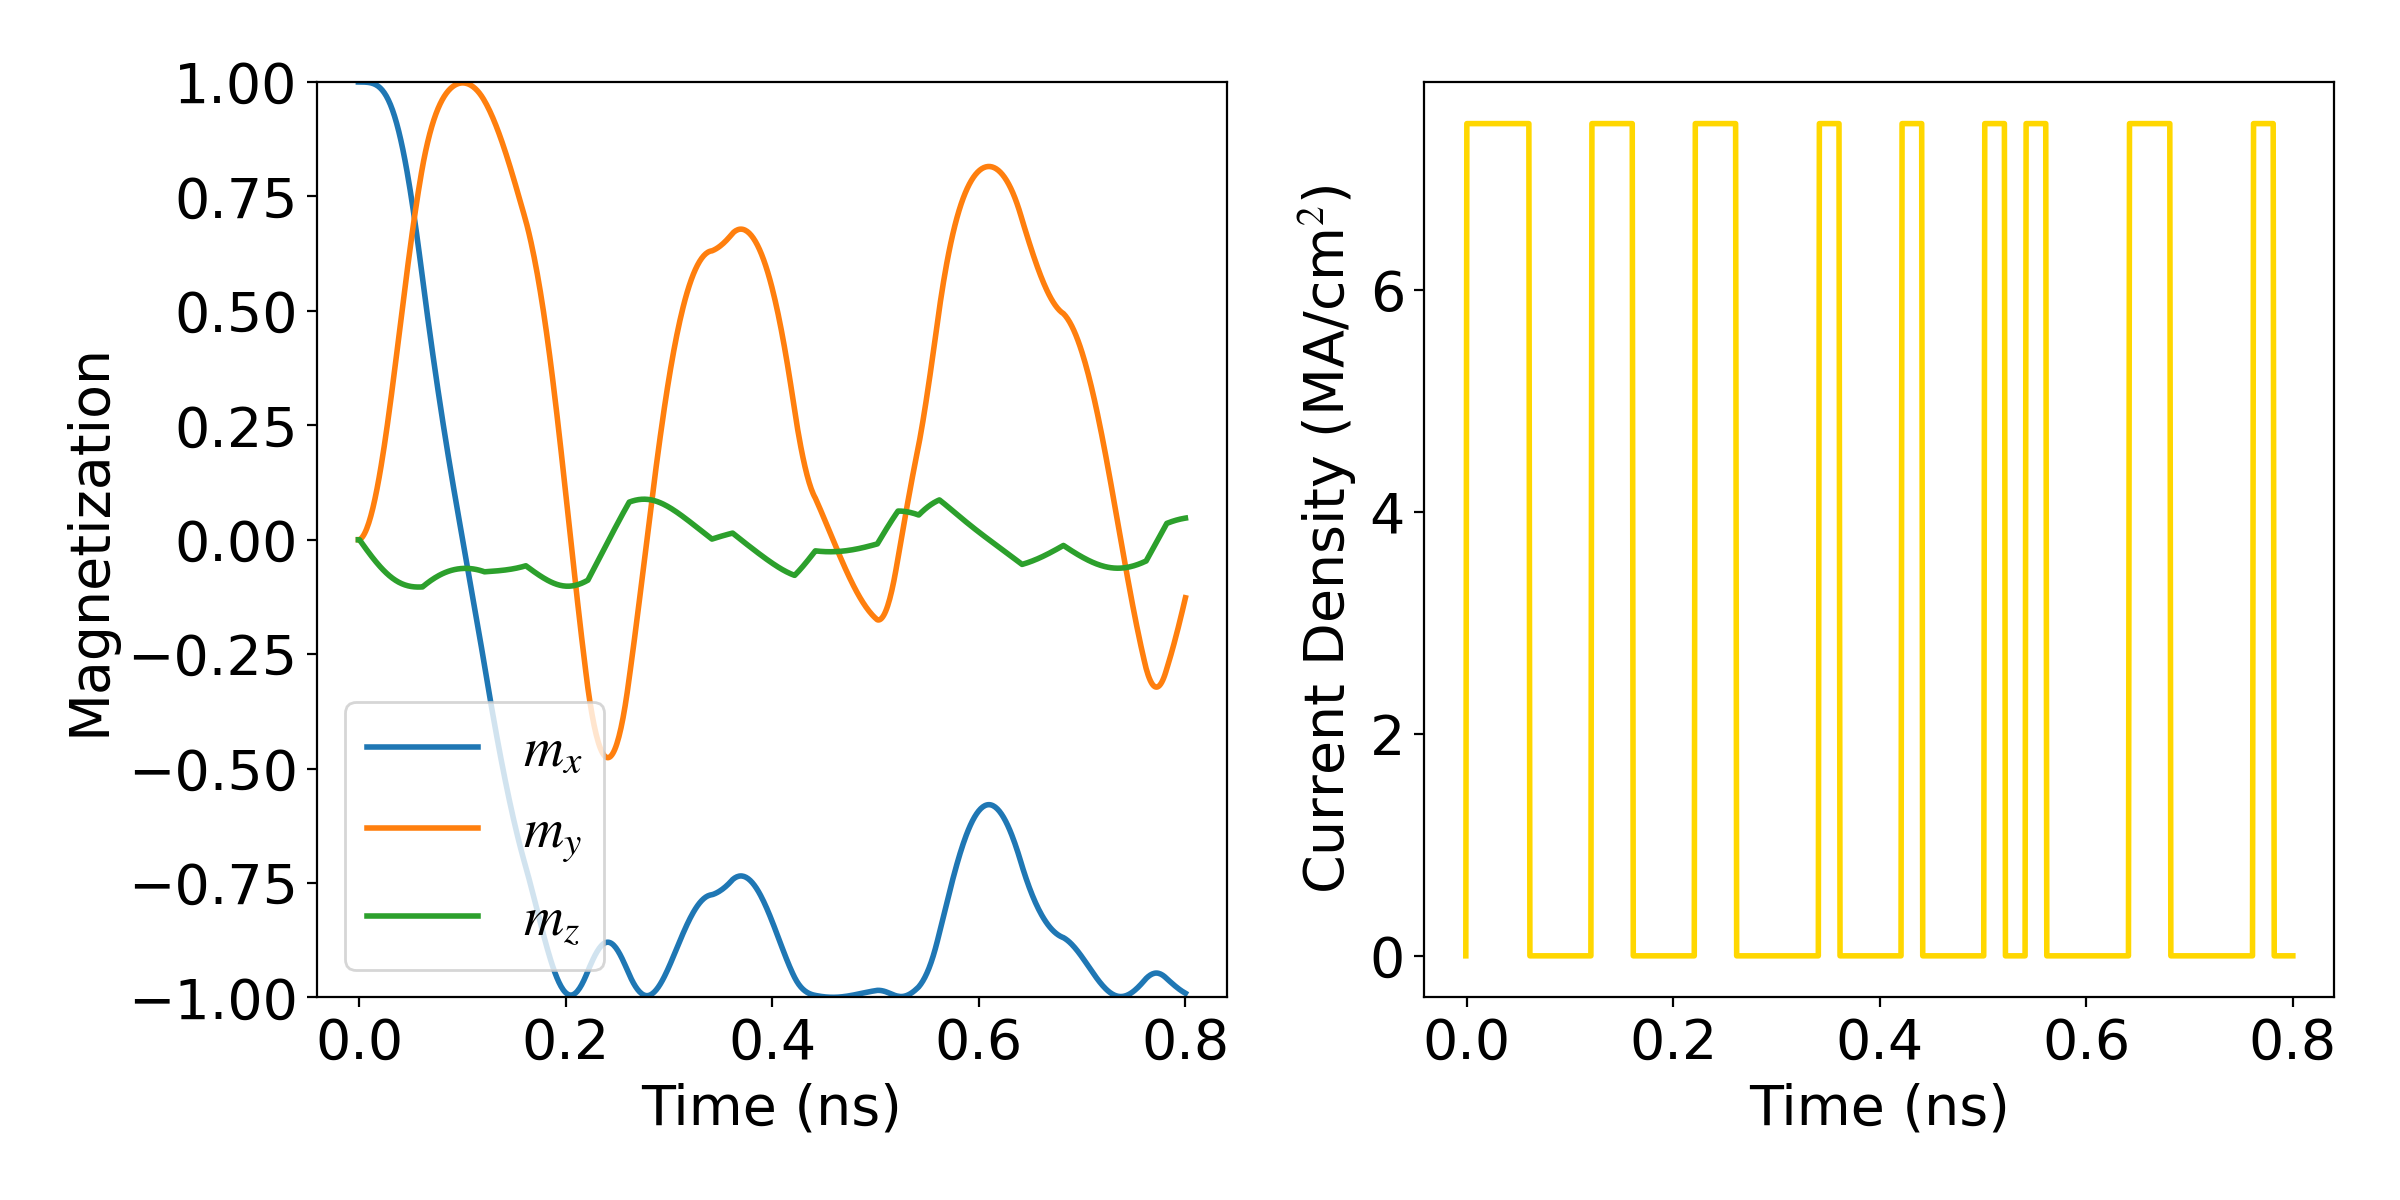 1.00
0.75
0.50
0.25
0.00
−0.25
−0.50
−0.75
−1.00
Magnetization
m_x
m_y
m_z
0.0 0.2 0.4 0.6 0.8
Time (ns)
6
4
2
0
Current Density (MA/cm²)
0.0 0.2 0.4 0.6 0.8
Time (ns)